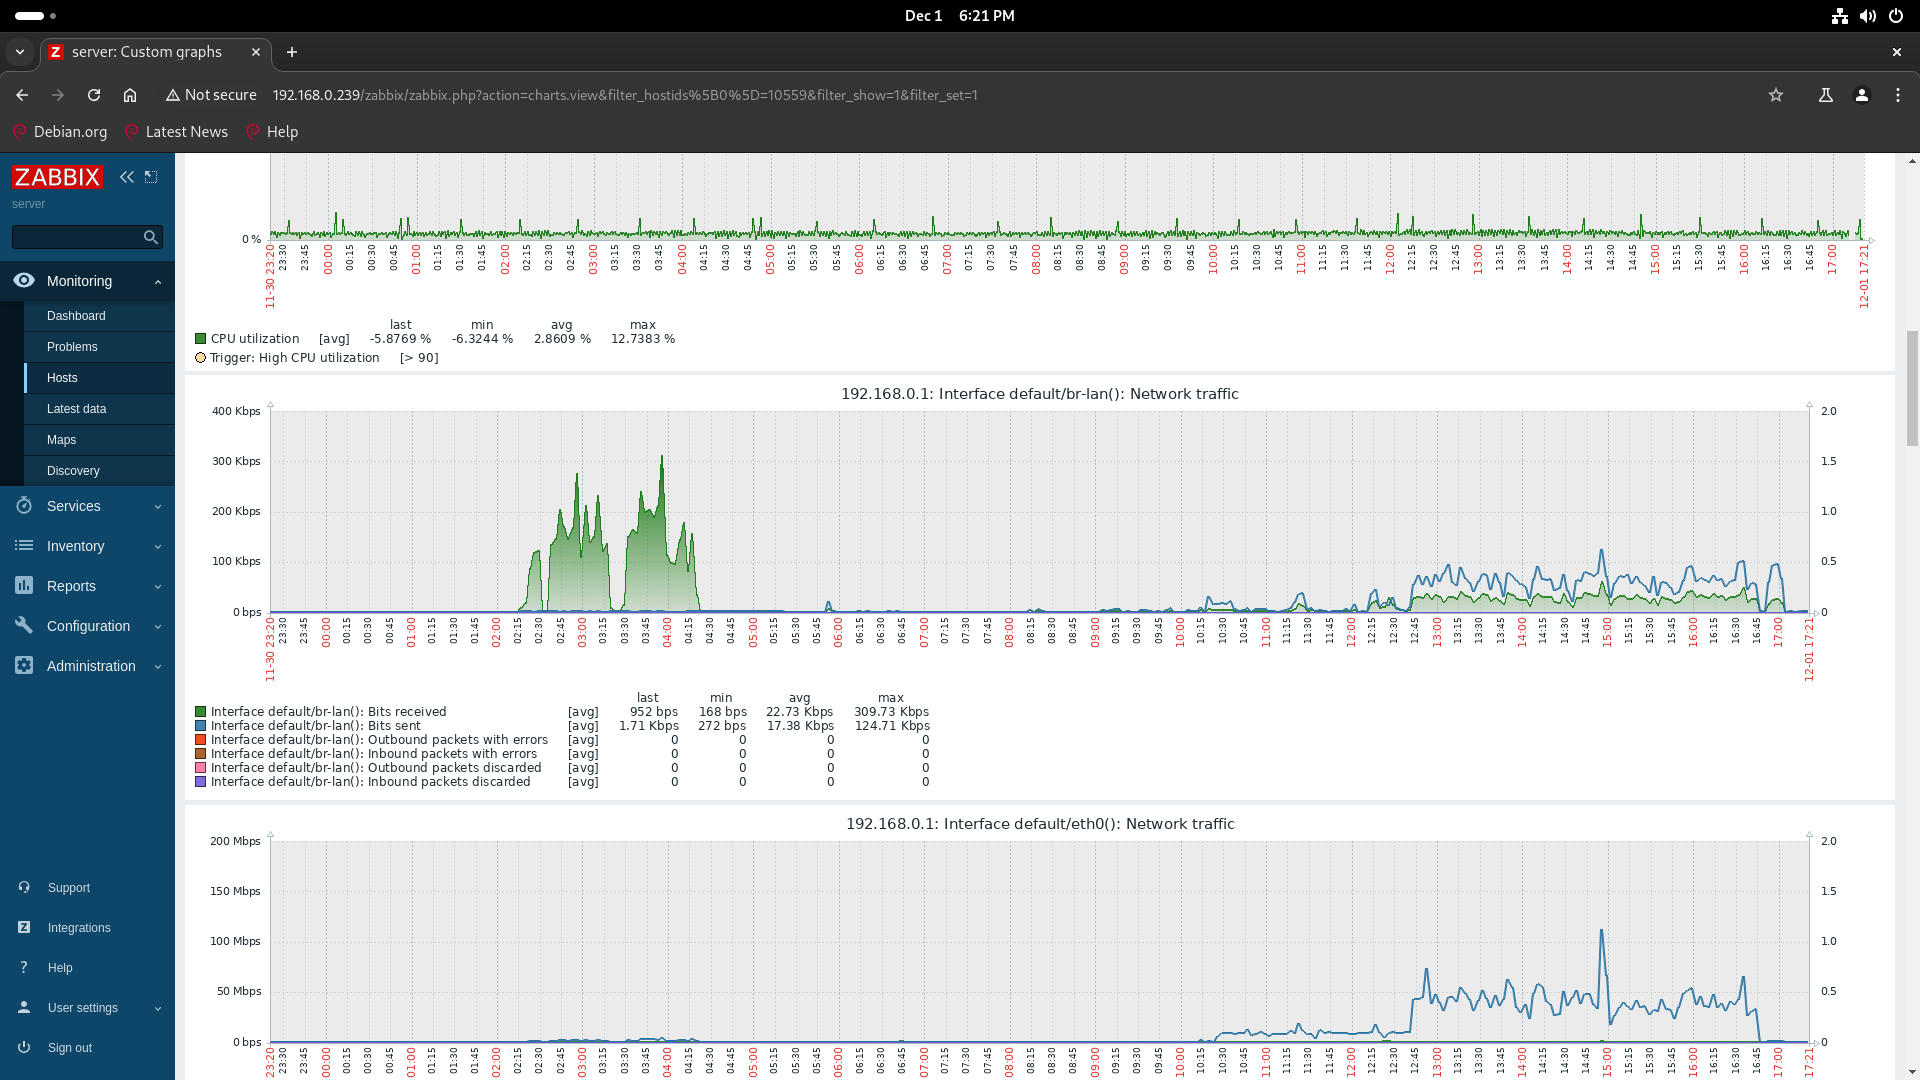 Dec 1 6:21 PM
server: Custom graphs
Not secure 192.168.0.239/zabbix/zabbix.php?action=charts.view&filter_hostids%5B0%5D=10559&filter_show=1&filter_set=1
Debian.org Latest News Help
ZABBIX
server
Monitoring
Dashboard
Problems
Hosts
Latest data
Maps
Discovery
Services
Inventory
Reports
Configuration
Administration
Support
Z Integrations
? Help
User settings
Sign out
0 %
11-30 23:20 23:30 23:45 00:00 00:15 00:30 00:45 01:00 01:15 01:30 01:45 02:00 02:15 02:30 02:45 03:00 03:15 03:30 03:45 04:00 04:15 04:30 04:45 05:00 05:15 05:30 05:45 06:00 06:15 06:30 06:45 07:00 07:15 07:30 07:45 08:00 08:15 08:30 08:45 09:00 09:15 09:30 09:45 10:00 10:15 10:30 10:45 11:00 11:15 11:30 11:45 12:00 12:15 12:30 12:45 13:00 13:15 13:30 13:45 14:00 14:15 14:30 14:45 15:00 15:15 15:30 15:45 16:00 16:15 16:30 16:45 17:00 12-01 17:21
last min avg max
CPU utilization [avg] -5.8769 % -6.3244 % 2.8609 % 12.7383 %
Trigger: High CPU utilization [> 90]
192.168.0.1: Interface default/br-lan(): Network traffic
400 Kbps 2.0
300 Kbps 1.5
200 Kbps 1.0
100 Kbps 0.5
0 bps 0
11-30 23:20 23:30 23:45 00:00 00:15 00:30 00:45 01:00 01:15 01:30 01:45 02:00 02:15 02:30 02:45 03:00 03:15 03:30 03:45 04:00 04:15 04:30 04:45 05:00 05:15 05:30 05:45 06:00 06:15 06:30 06:45 07:00 07:15 07:30 07:45 08:00 08:15 08:30 08:45 09:00 09:15 09:30 09:45 10:00 10:15 10:30 10:45 11:00 11:15 11:30 11:45 12:00 12:15 12:30 12:45 13:00 13:15 13:30 13:45 14:00 14:15 14:30 14:45 15:00 15:15 15:30 15:45 16:00 16:15 16:30 16:45 17:00 12-01 17:21
last min avg max
Interface default/br-lan(): Bits received [avg] 952 bps 168 bps 22.73 Kbps 309.73 Kbps
Interface default/br-lan(): Bits sent [avg] 1.71 Kbps 272 bps 17.38 Kbps 124.71 Kbps
Interface default/br-lan(): Outbound packets with errors [avg] 0 0 0 0
Interface default/br-lan(): Inbound packets with errors [avg] 0 0 0 0
Interface default/br-lan(): Outbound packets discarded [avg] 0 0 0 0
Interface default/br-lan(): Inbound packets discarded [avg] 0 0 0 0
192.168.0.1: Interface default/eth0(): Network traffic
200 Mbps 2.0
150 Mbps 1.5
100 Mbps 1.0
50 Mbps 0.5
0 bps 0
23:20 23:30 23:45 00:00 00:15 00:30 00:45 01:00 01:15 01:30 01:45 02:00 02:15 02:30 02:45 03:00 03:15 03:30 03:45 04:00 04:15 04:30 04:45 05:00 05:15 05:30 05:45 06:00 06:15 06:30 06:45 07:00 07:15 07:30 07:45 08:00 08:15 08:30 08:45 09:00 09:15 09:30 09:45 10:00 10:15 10:30 10:45 11:00 11:15 11:30 11:45 12:00 12:15 12:30 12:45 13:00 13:15 13:30 13:45 14:00 14:15 14:30 14:45 15:00 15:15 15:30 15:45 16:00 16:15 16:30 16:45 17:00 17:21